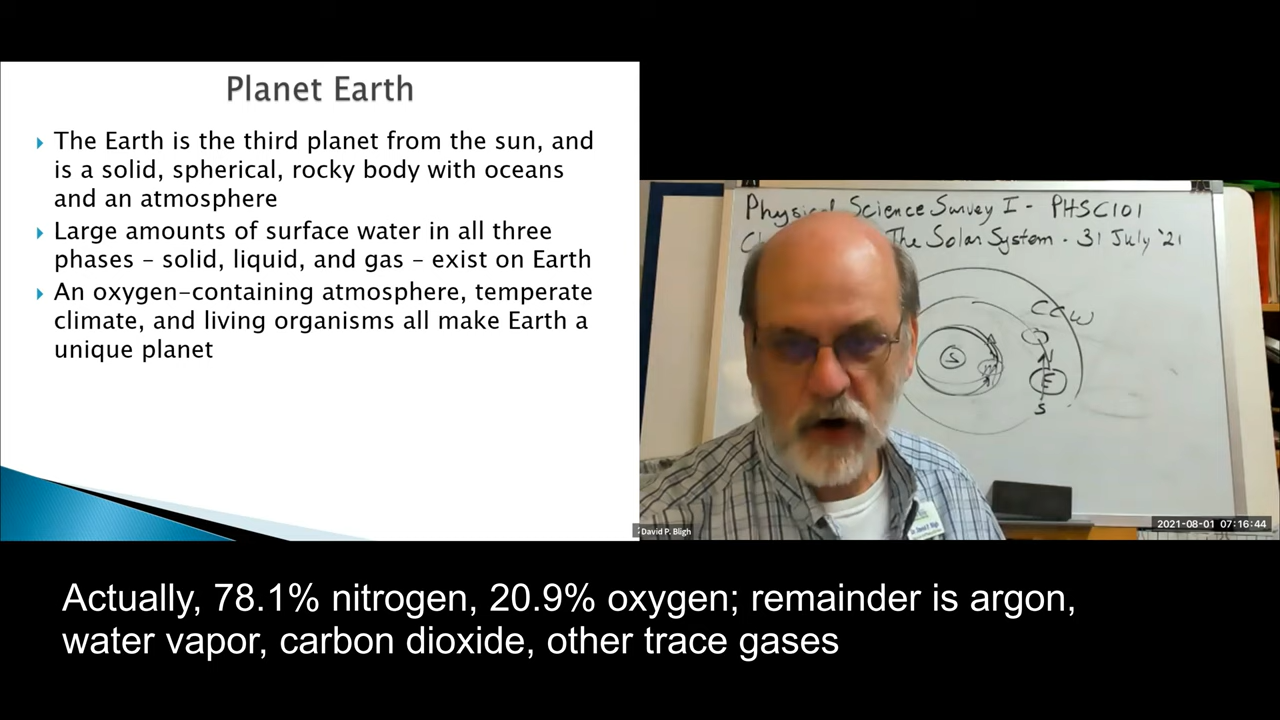 Planet Earth
The Earth is the third planet from the sun, and
is a solid, spherical, rocky body with oceans
and an atmosphere
Large amounts of surface water in all three
phases – solid, liquid, and gas – exist on Earth
An oxygen-containing atmosphere, temperate
climate, and living organisms all make Earth a
unique planet
Physical Science Survey I - PHSC101
The Solar System - 31 July '21
CCW
S
E
S
David P. Bligh
2021-08-01 07:16:44
Actually, 78.1% nitrogen, 20.9% oxygen; remainder is argon,
water vapor, carbon dioxide, other trace gases